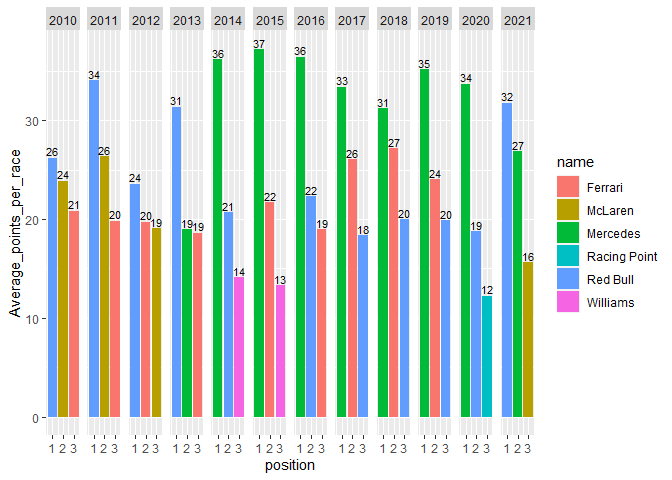 2010 2011 2012 2013 2014 2015 2016 2017 2018 2019 2020 2021
26 24 21 34 26 20 24 20 19 31 19 19 36 21 14 37 22 13 36 22 19 33 26 18 31 27 20 35 24 20 34 19 12 32 27 16
Average_points_per_race
30
20
10
0
1 2 3 1 2 3 1 2 3 1 2 3 1 2 3 1 2 3 1 2 3 1 2 3 1 2 3 1 2 3 1 2 3 1 2 3
position
name
Ferrari
McLaren
Mercedes
Racing Point
Red Bull
Williams